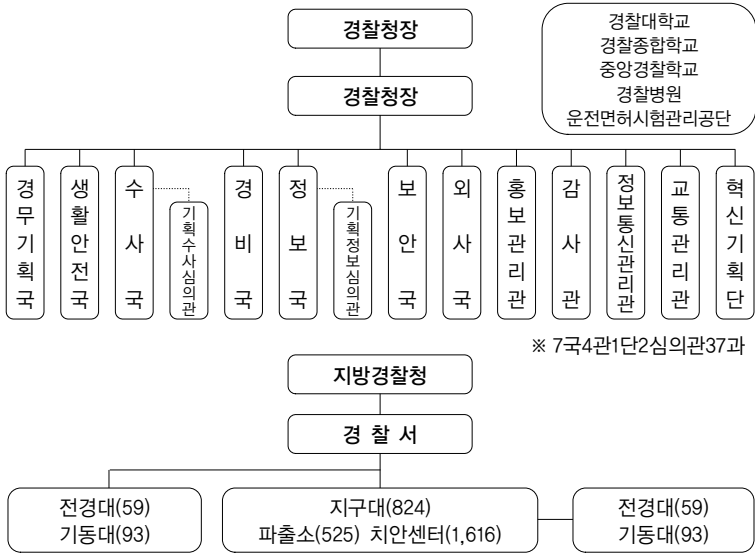 경찰청장
경찰청장
경찰대학교
경찰종합학교
중앙경찰학교
경찰병원
운전면허시험관리공단
경무기획국
생활안전국
수사국
기획수사심의관
경비국
정보국
기획정보심의관
보안국
외사국
홍보관리관
감사관
정보통신관리관
교통관리관
혁신기획단
※ 7국4관1단2심의관37과
지방경찰청
경 찰 서
전경대(59)
기동대(93)
지구대(824)
파출소(525) 치안센터(1,616)
전경대(59)
기동대(93)